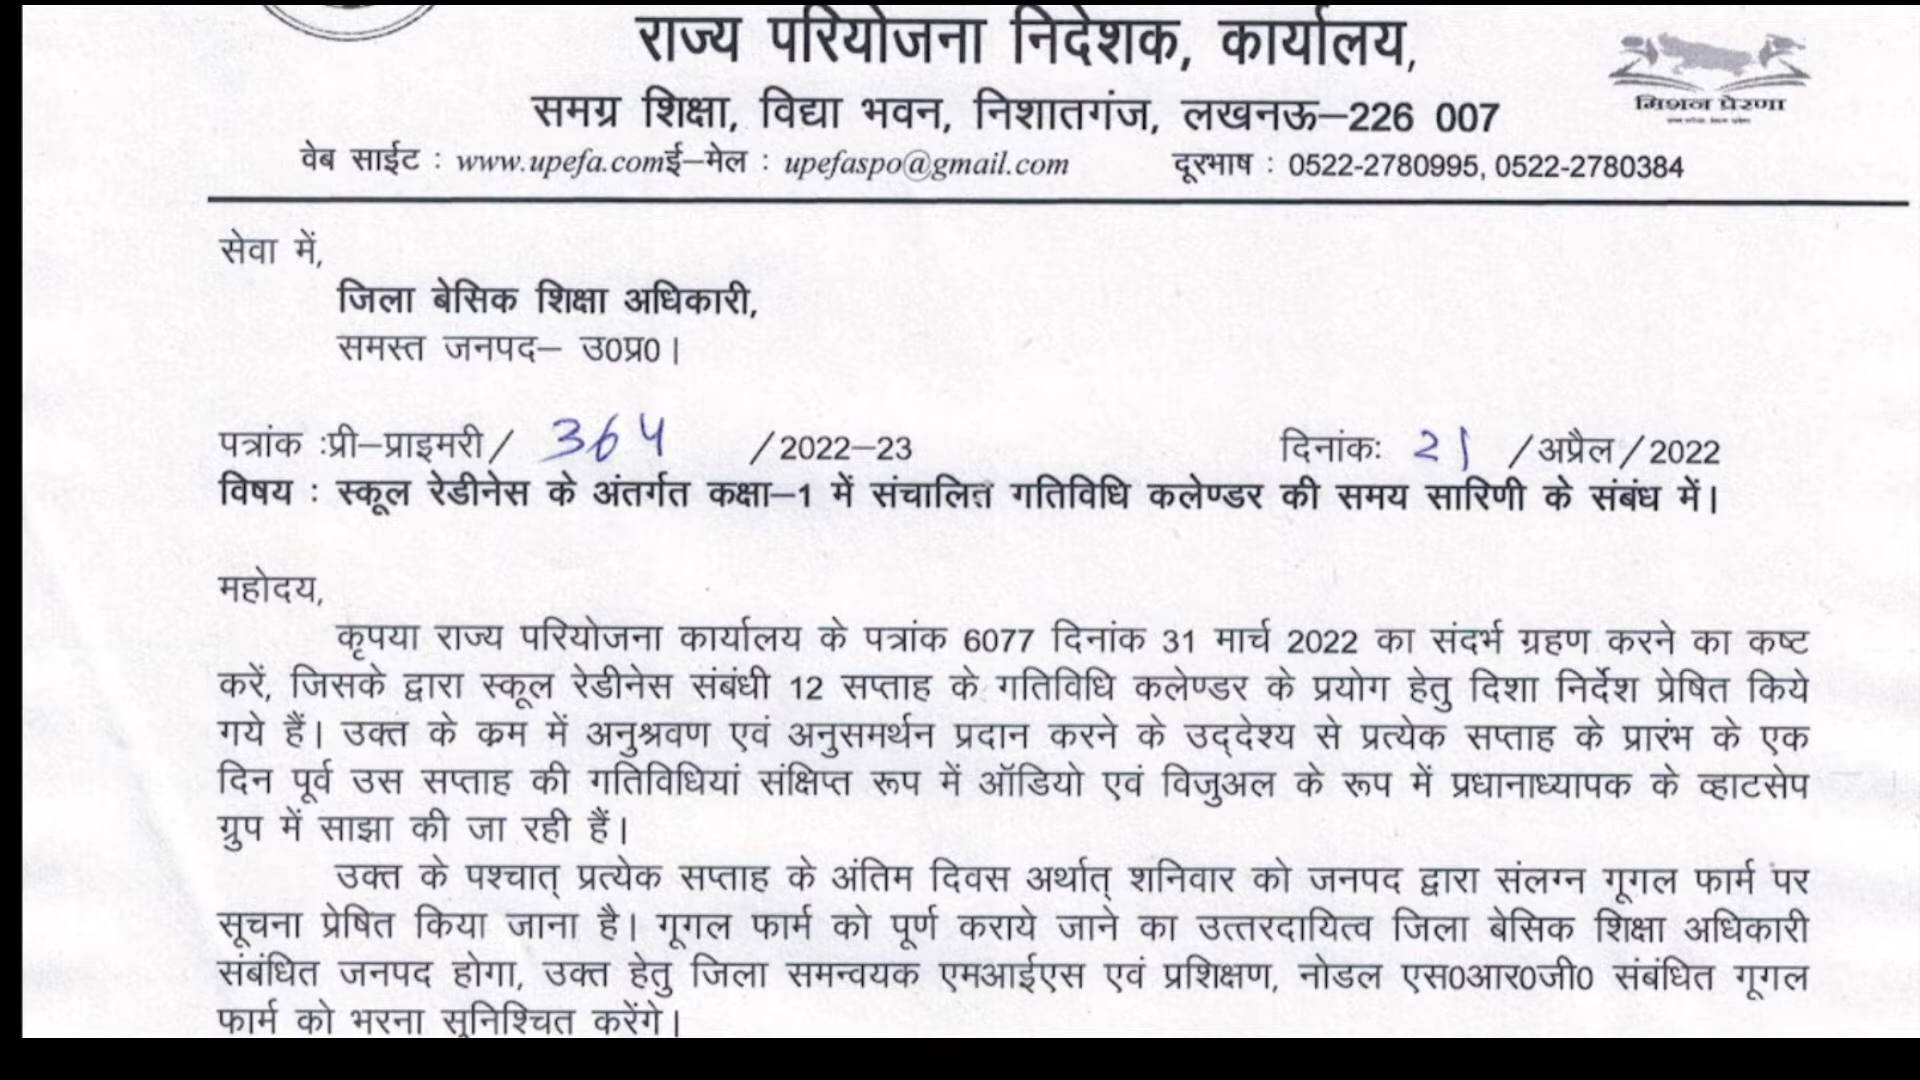 राज्य परियोजना निदेशक, कार्यालय,
समग्र शिक्षा, विद्या भवन, निशातगंज, लखनऊ–226 007
मिशन प्रेरणा
वेब साईट : www.upefa.comई–मेल : upefaspo@gmail.com दूरभाष : 0522-2780995, 0522-2780384
सेवा में,
जिला बेसिक शिक्षा अधिकारी,
समस्त जनपद– उ0प्र0।
पत्रांक :प्री–प्राइमरी/ 364 /2022–23 दिनांकः 21 /अप्रैल/2022
विषय : स्कूल रेडीनेस के अंतर्गत कक्षा–1 में संचालित गतिविधि कलेण्डर की समय सारिणी के संबंध में।
महोदय,
कृपया राज्य परियोजना कार्यालय के पत्रांक 6077 दिनांक 31 मार्च 2022 का संदर्भ ग्रहण करने का कष्ट
करें, जिसके द्वारा स्कूल रेडीनेस संबंधी 12 सप्ताह के गतिविधि कलेण्डर के प्रयोग हेतु दिशा निर्देश प्रेषित किये
गये हैं। उक्त के कम में अनुश्रवण एवं अनुसमर्थन प्रदान करने के उद्देश्य से प्रत्येक सप्ताह के प्रारंभ के एक
दिन पूर्व उस सप्ताह की गतिविधियां संक्षिप्त रूप में ऑडियो एवं विजुअल के रूप में प्रधानाध्यापक के व्हाटसेप
ग्रुप में साझा की जा रही हैं।
उक्त के पश्चात् प्रत्येक सप्ताह के अंतिम दिवस अर्थात् शनिवार को जनपद द्वारा संलग्न गूगल फार्म पर
सूचना प्रेषित किया जाना है। गूगल फार्म को पूर्ण कराये जाने का उत्तरदायित्व जिला बेसिक शिक्षा अधिकारी
संबंधित जनपद होगा, उक्त हेतु जिला समन्वयक एमआईएस एवं प्रशिक्षण, नोडल एस0आर0जी0 संबंधित गूगल
फार्म को भरना सुनिश्चित करेंगे।